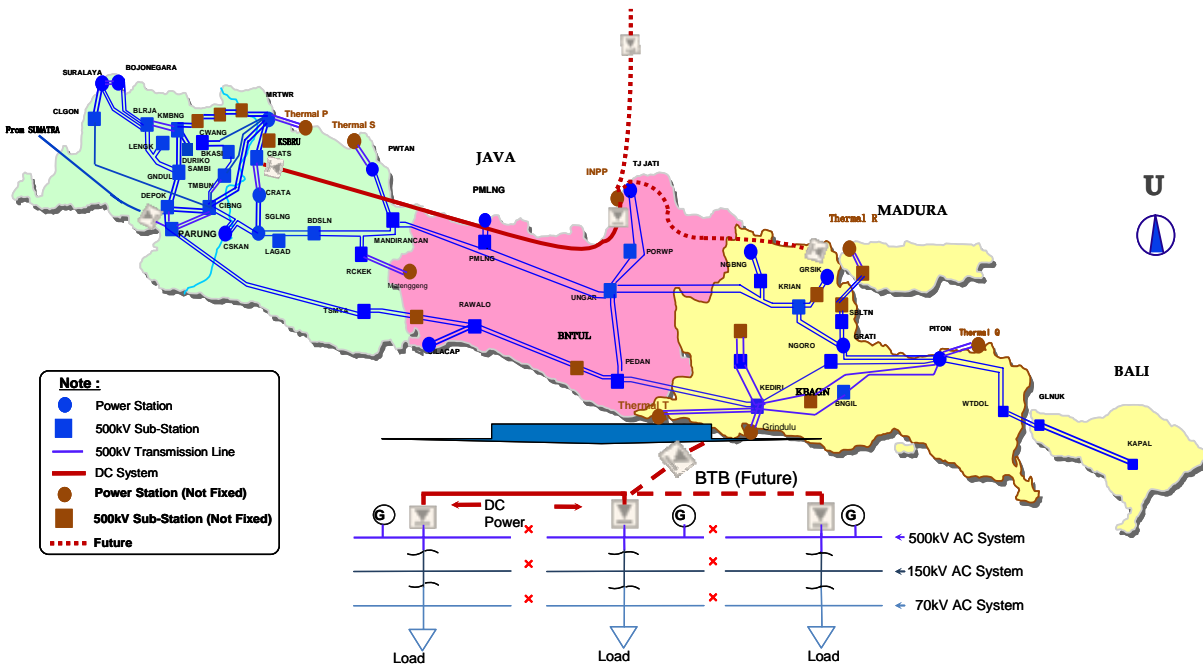 SURALAYA
BOJONEGARA
CLGON
BLRJA
KMBNG
MRTWR
Thermal P
Thermal S
PWTAN
CWANG
KSBRU
From SUMATRA
LENGK
DURIKO
BKASI
CBATS
SAMBI
GNDUL
TMBUN
CRATA
DEPOK
CIBNG
SGLNG
BDSLN
PARUNG
CSKAN
LAGAD
RCKEK
MANDIRANCAN
Matenggeng
JAVA
PMLNG
PMLNG
INPP
TJ JATI
PORWP
UNGAR
MADURA
Thermal R
NGBNG
GRSIK
KRIAN
SBLTN
GRATI
NGORO
PITON
Thermal Q
U
TSMYA
RAWALO
CILACAP
BNTUL
PEDAN
KEDIRI
KBAGN
BNGIL
WTDOL
BALI
GLNUK
KAPAL
Thermal T
Grindulu
Note :
Power Station
500kV Sub-Station
500kV Transmission Line
DC System
Power Station (Not Fixed)
500kV Sub-Station (Not Fixed)
Future
BTB (Future)
DC
Power
G
G
G
500kV AC System
150kV AC System
70kV AC System
Load
Load
Load